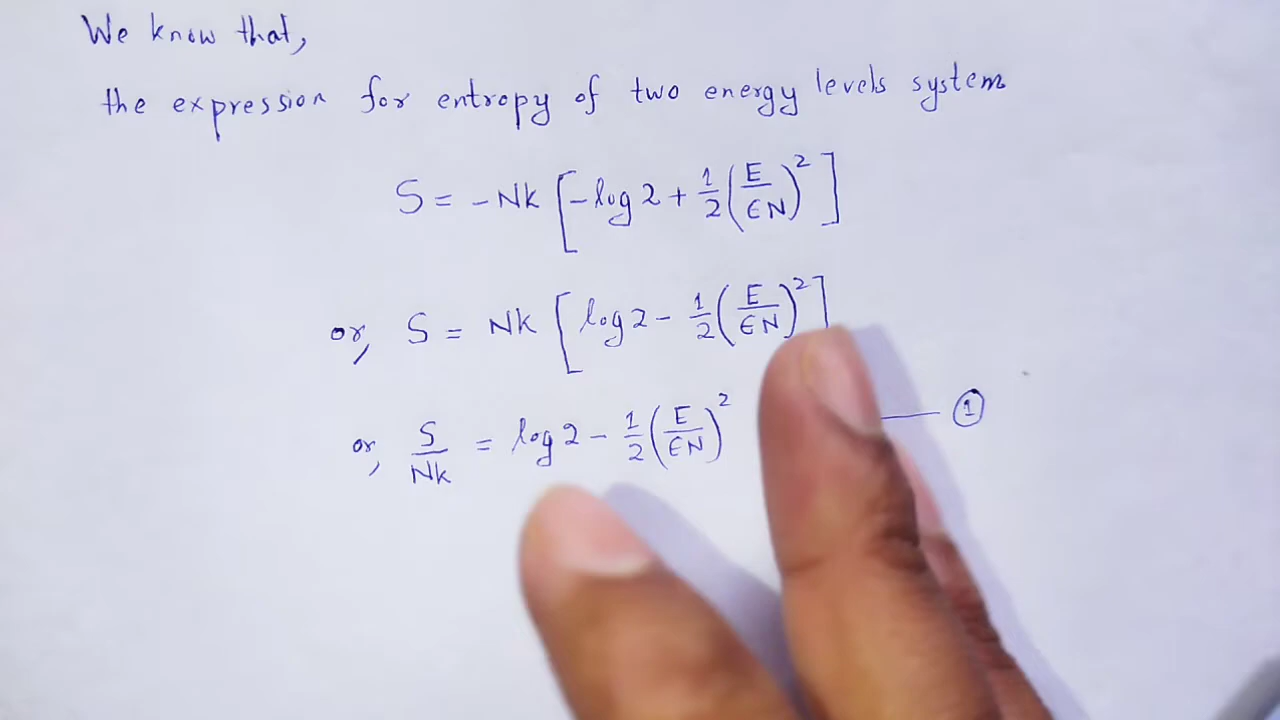 We know that,
the expression for entropy of two energy levels system
S = -Nk [-log 2 + 1/2 (E/ϵN)²]
or, S = Nk [log 2 - 1/2 (E/ϵN)²]
or, S/Nk = log 2 - 1/2 (E/ϵN)² — ①